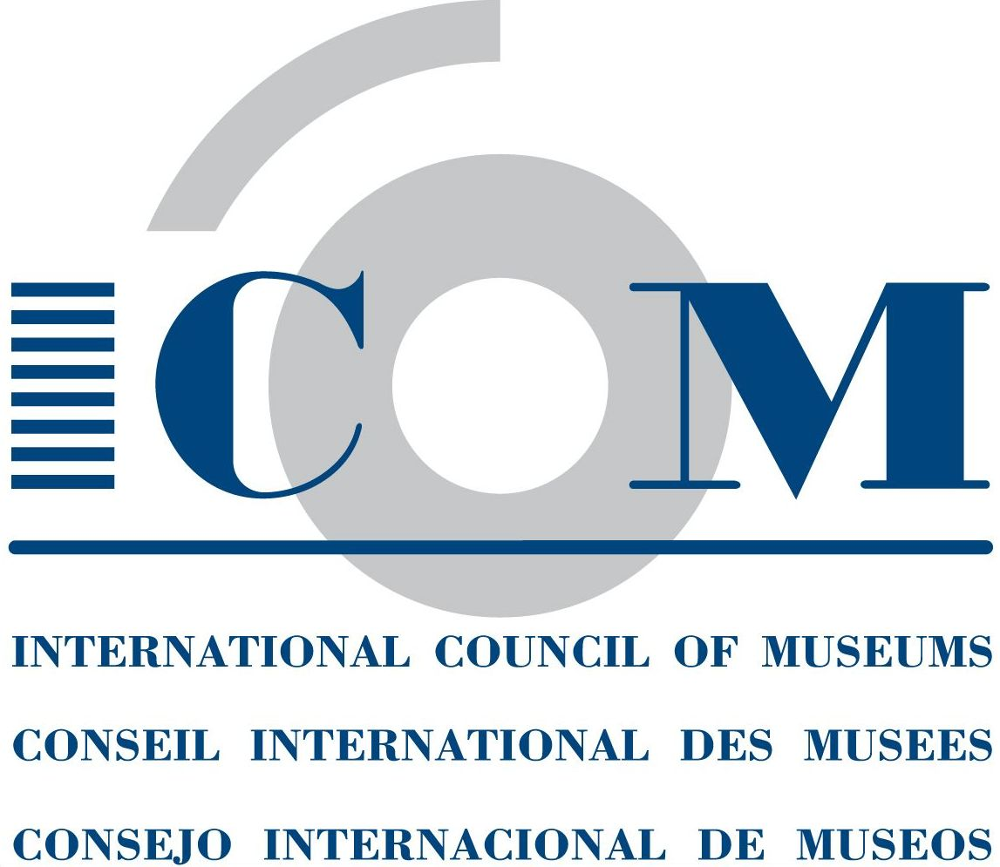 ICOM
INTERNATIONAL COUNCIL OF MUSEUMS
CONSEIL INTERNATIONAL DES MUSEES
CONSEJO INTERNACIONAL DE MUSEOS